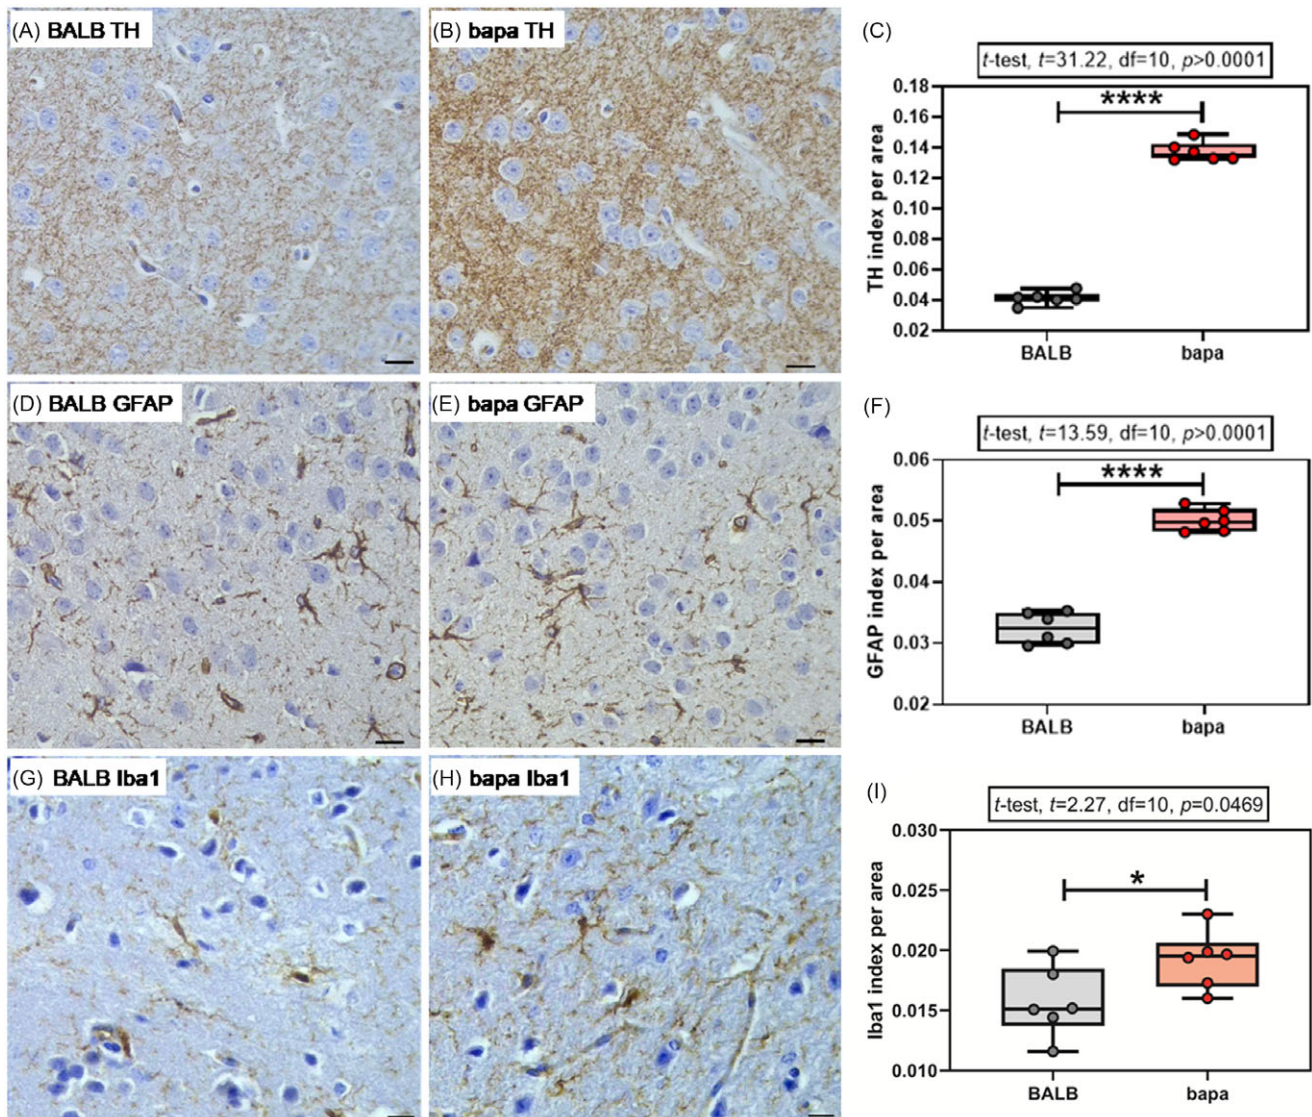 (A) BALB TH
(B) bapa TH
(C)
t-test, t=31.22, df=10, p>0.0001
****
0.18
0.16
0.14
0.12
0.10
0.08
0.06
0.04
0.02
TH index per area
BALB
bapa
(D) BALB GFAP
(E) bapa GFAP
(F)
t-test, t=13.59, df=10, p>0.0001
****
0.06
0.05
0.04
0.03
0.02
GFAP index per area
BALB
bapa
(G) BALB Iba1
(H) bapa Iba1
(I)
t-test, t=2.27, df=10, p=0.0469
*
0.030
0.025
0.020
0.015
0.010
Iba1 index per area
BALB
bapa